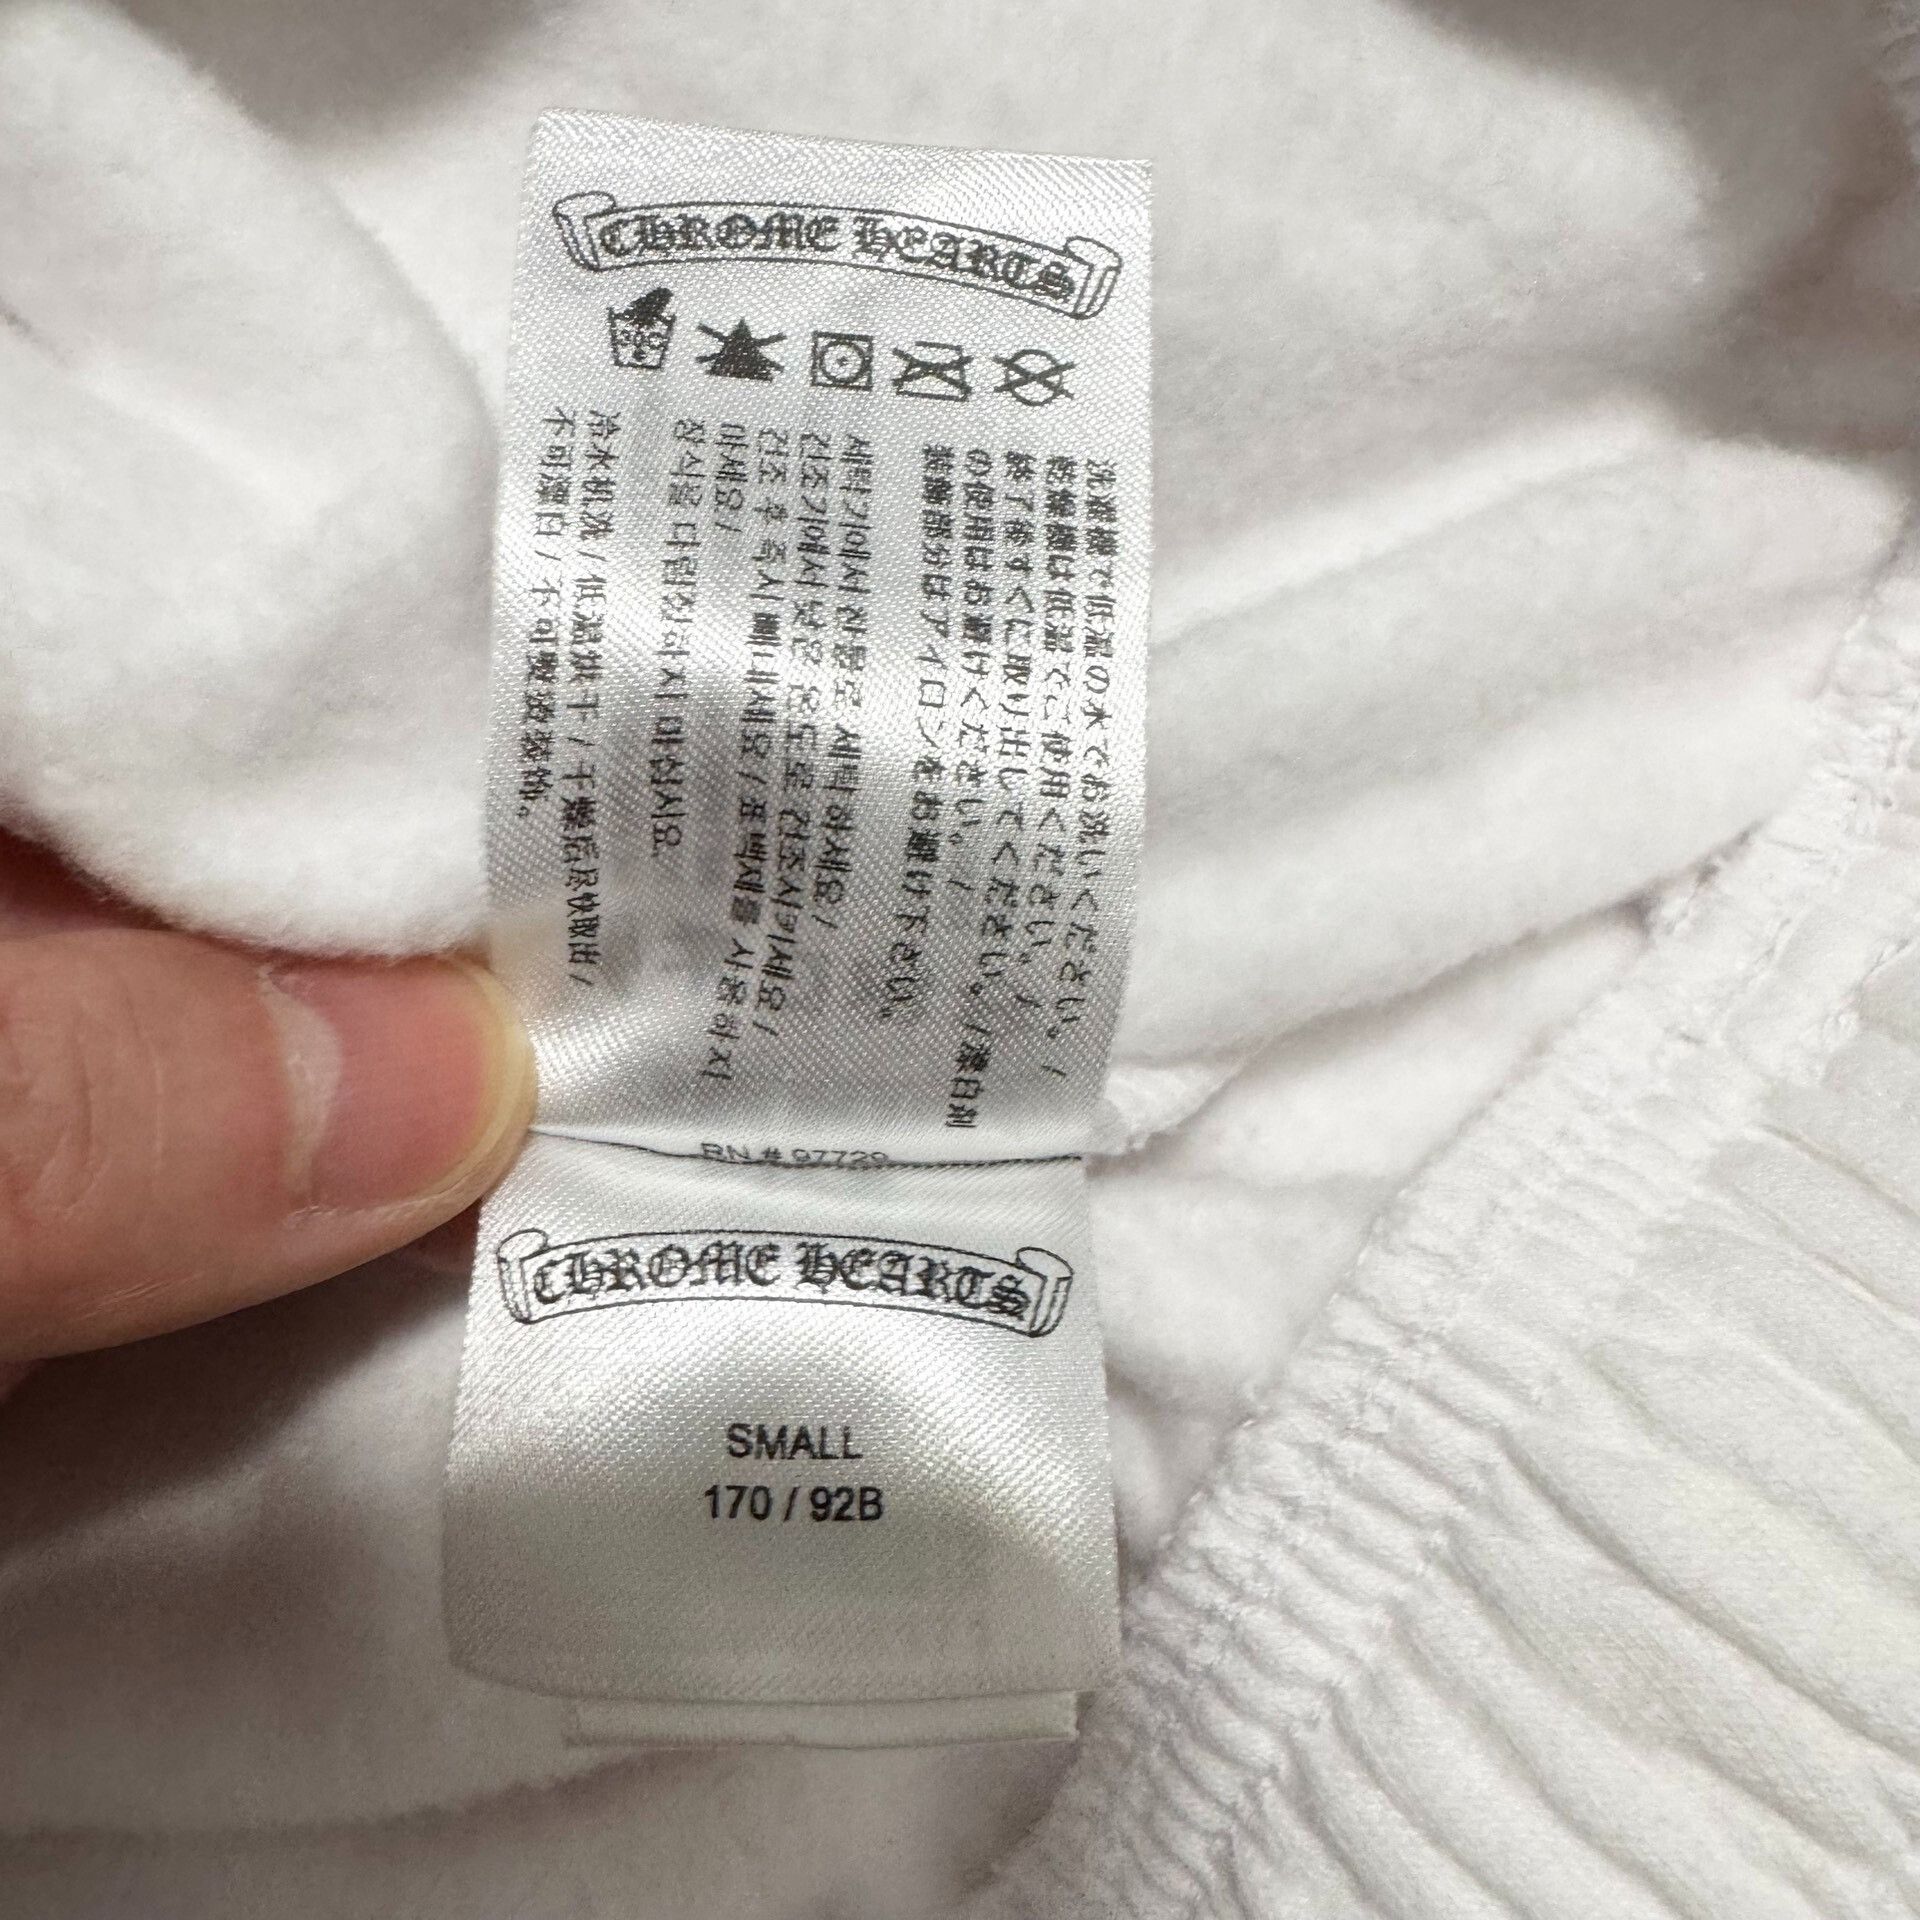 CHROME HEARTS
洗濯機で低温の水でお洗いください。/
乾燥機は低温でご使用ください。/
終了後すぐに取り出してください。/漂白剤
の使用はお避けください。/
装飾部分はアイロンをお避け下さい。
세탁기에서 찬물로 세탁 하세요/
건조기에서 낮은 온도로 건조시키세요/
건조 후 즉시 빼내세요/표백제를 사용하지
마세요/
장식을 다림질하지 마십시요.
冷水机洗/低温烘干/干燥后尽快取出/
不可漂白/不可熨烫装饰。
RN # 97729
CHROME HEARTS
SMALL
170 / 92B